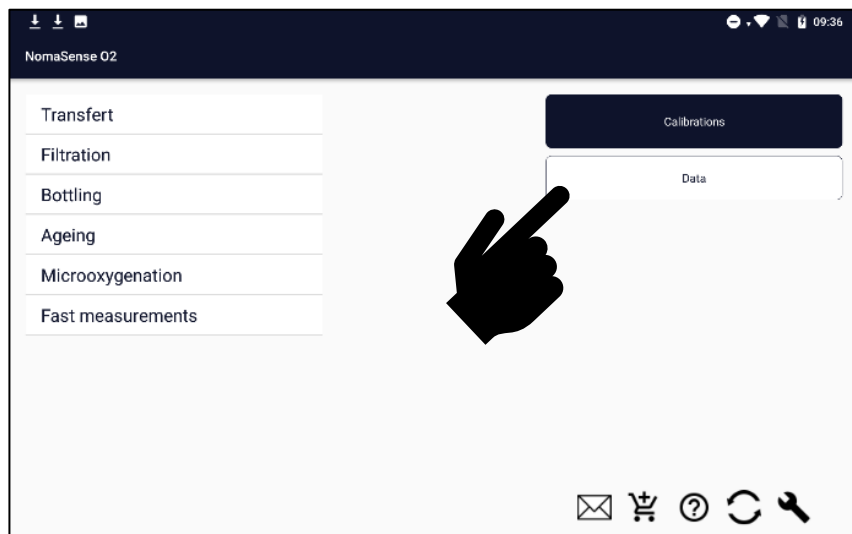 09:36
NomaSense O2
Transfert
Filtration
Bottling
Ageing
Microoxygenation
Fast measurements
Calibrations
Data